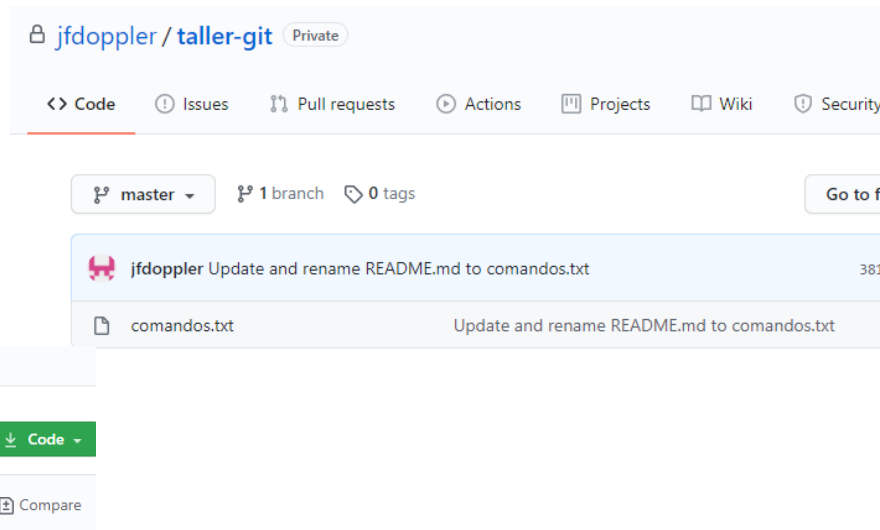 jfdoppler / taller-git Private
<> Code Issues Pull requests Actions Projects Wiki Security
master 1 branch 0 tags Go to f
jfdoppler Update and rename README.md to comandos.txt 381
comandos.txt Update and rename README.md to comandos.txt
Code
Compare